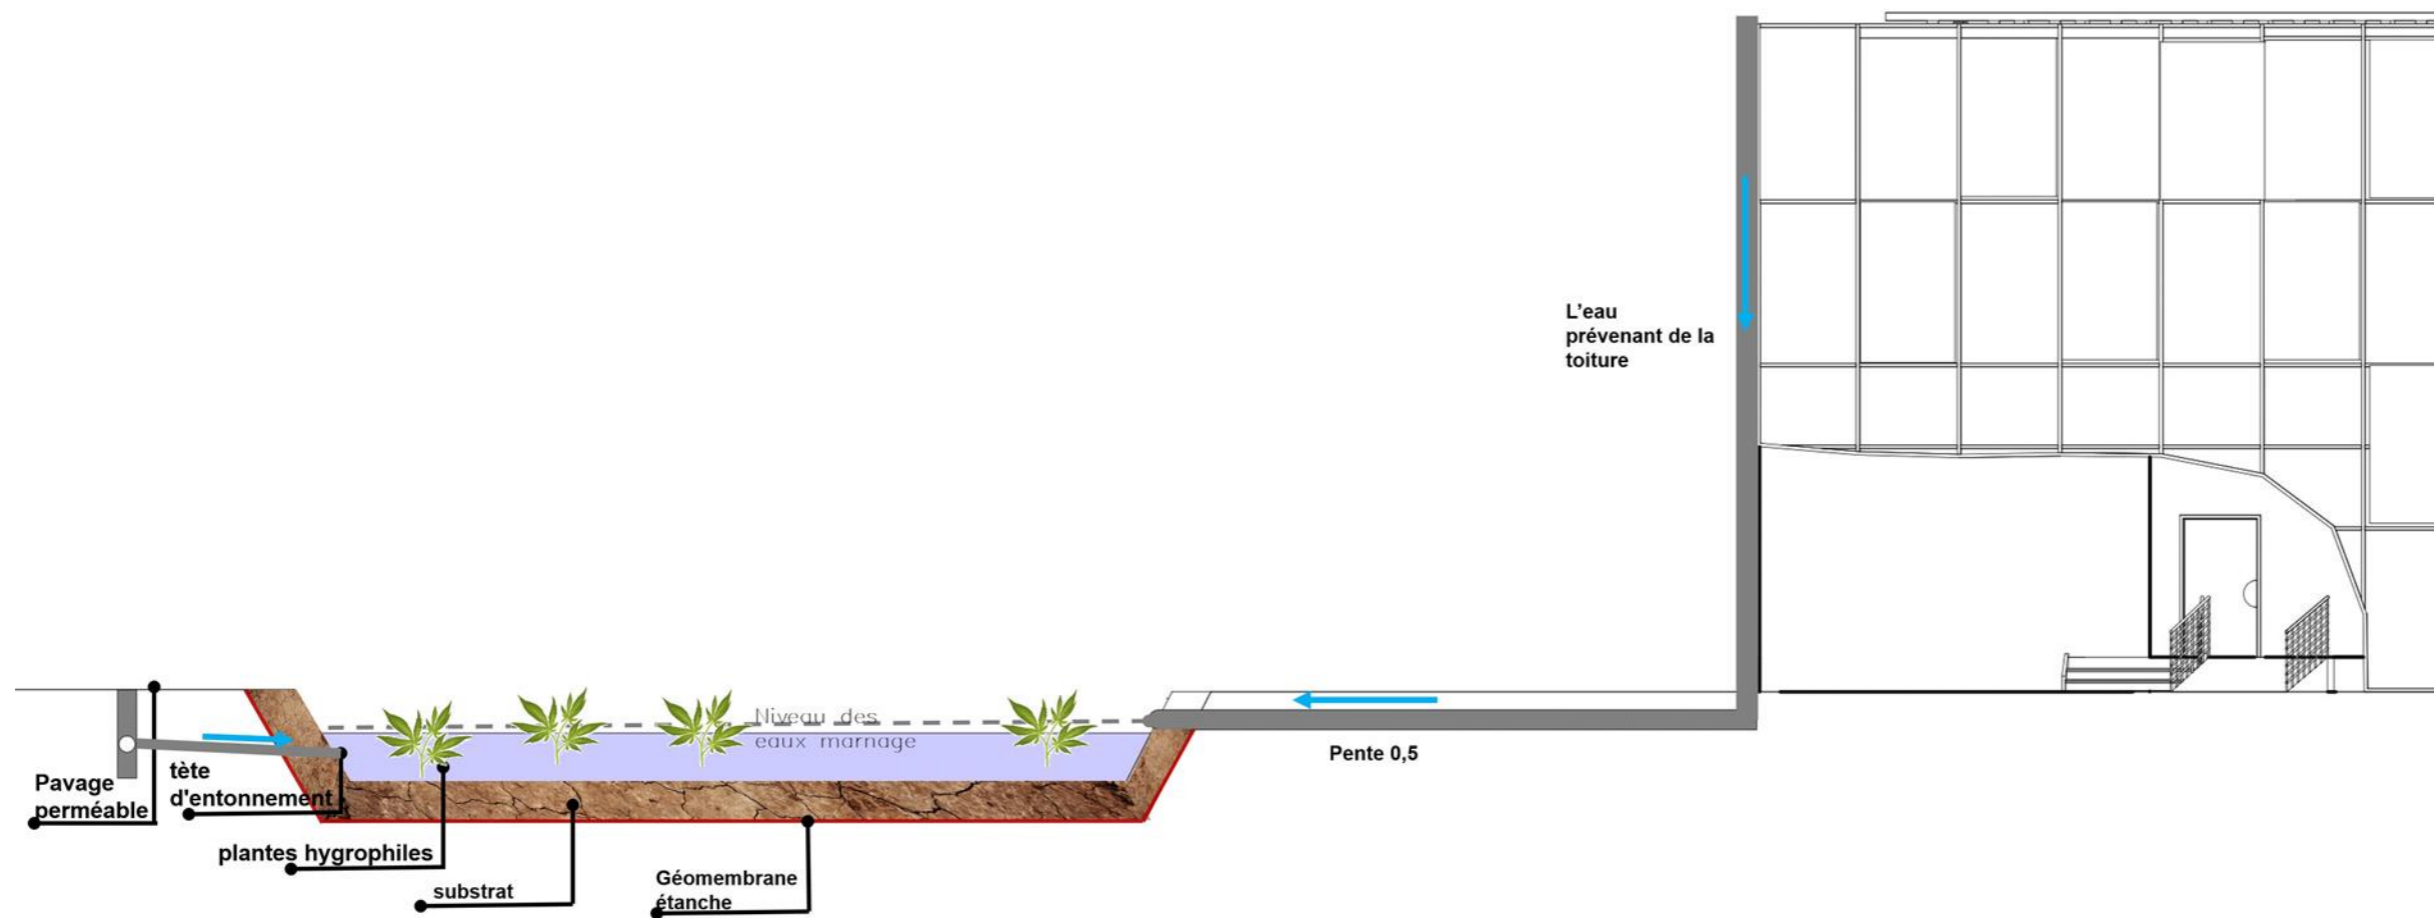 L'eau
prévenant de la
toiture
Niveau des
eaux marnage
Pente 0,5
Pavage
perméable
tète
d'entonnement
plantes hygrophiles
substrat
Géomembrane
étanche